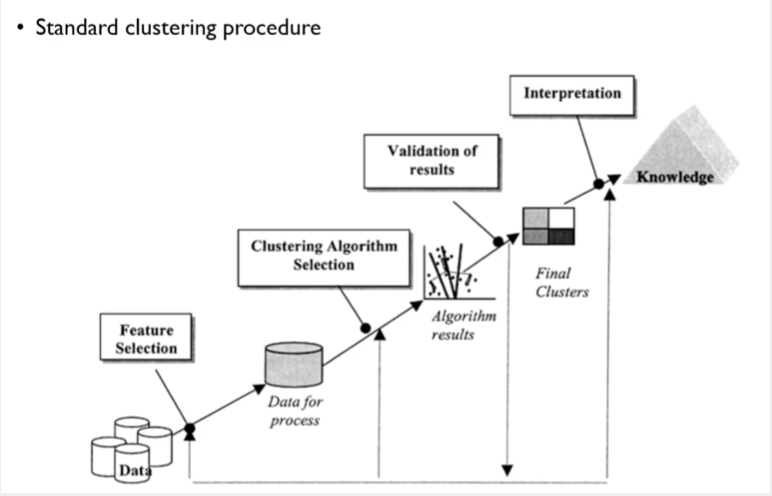 • Standard clustering procedure
Interpretation
Validation of
results
Knowledge
Clustering Algorithm
Selection
Final
Clusters
Algorithm
results
Feature
Selection
Data for
process
Data